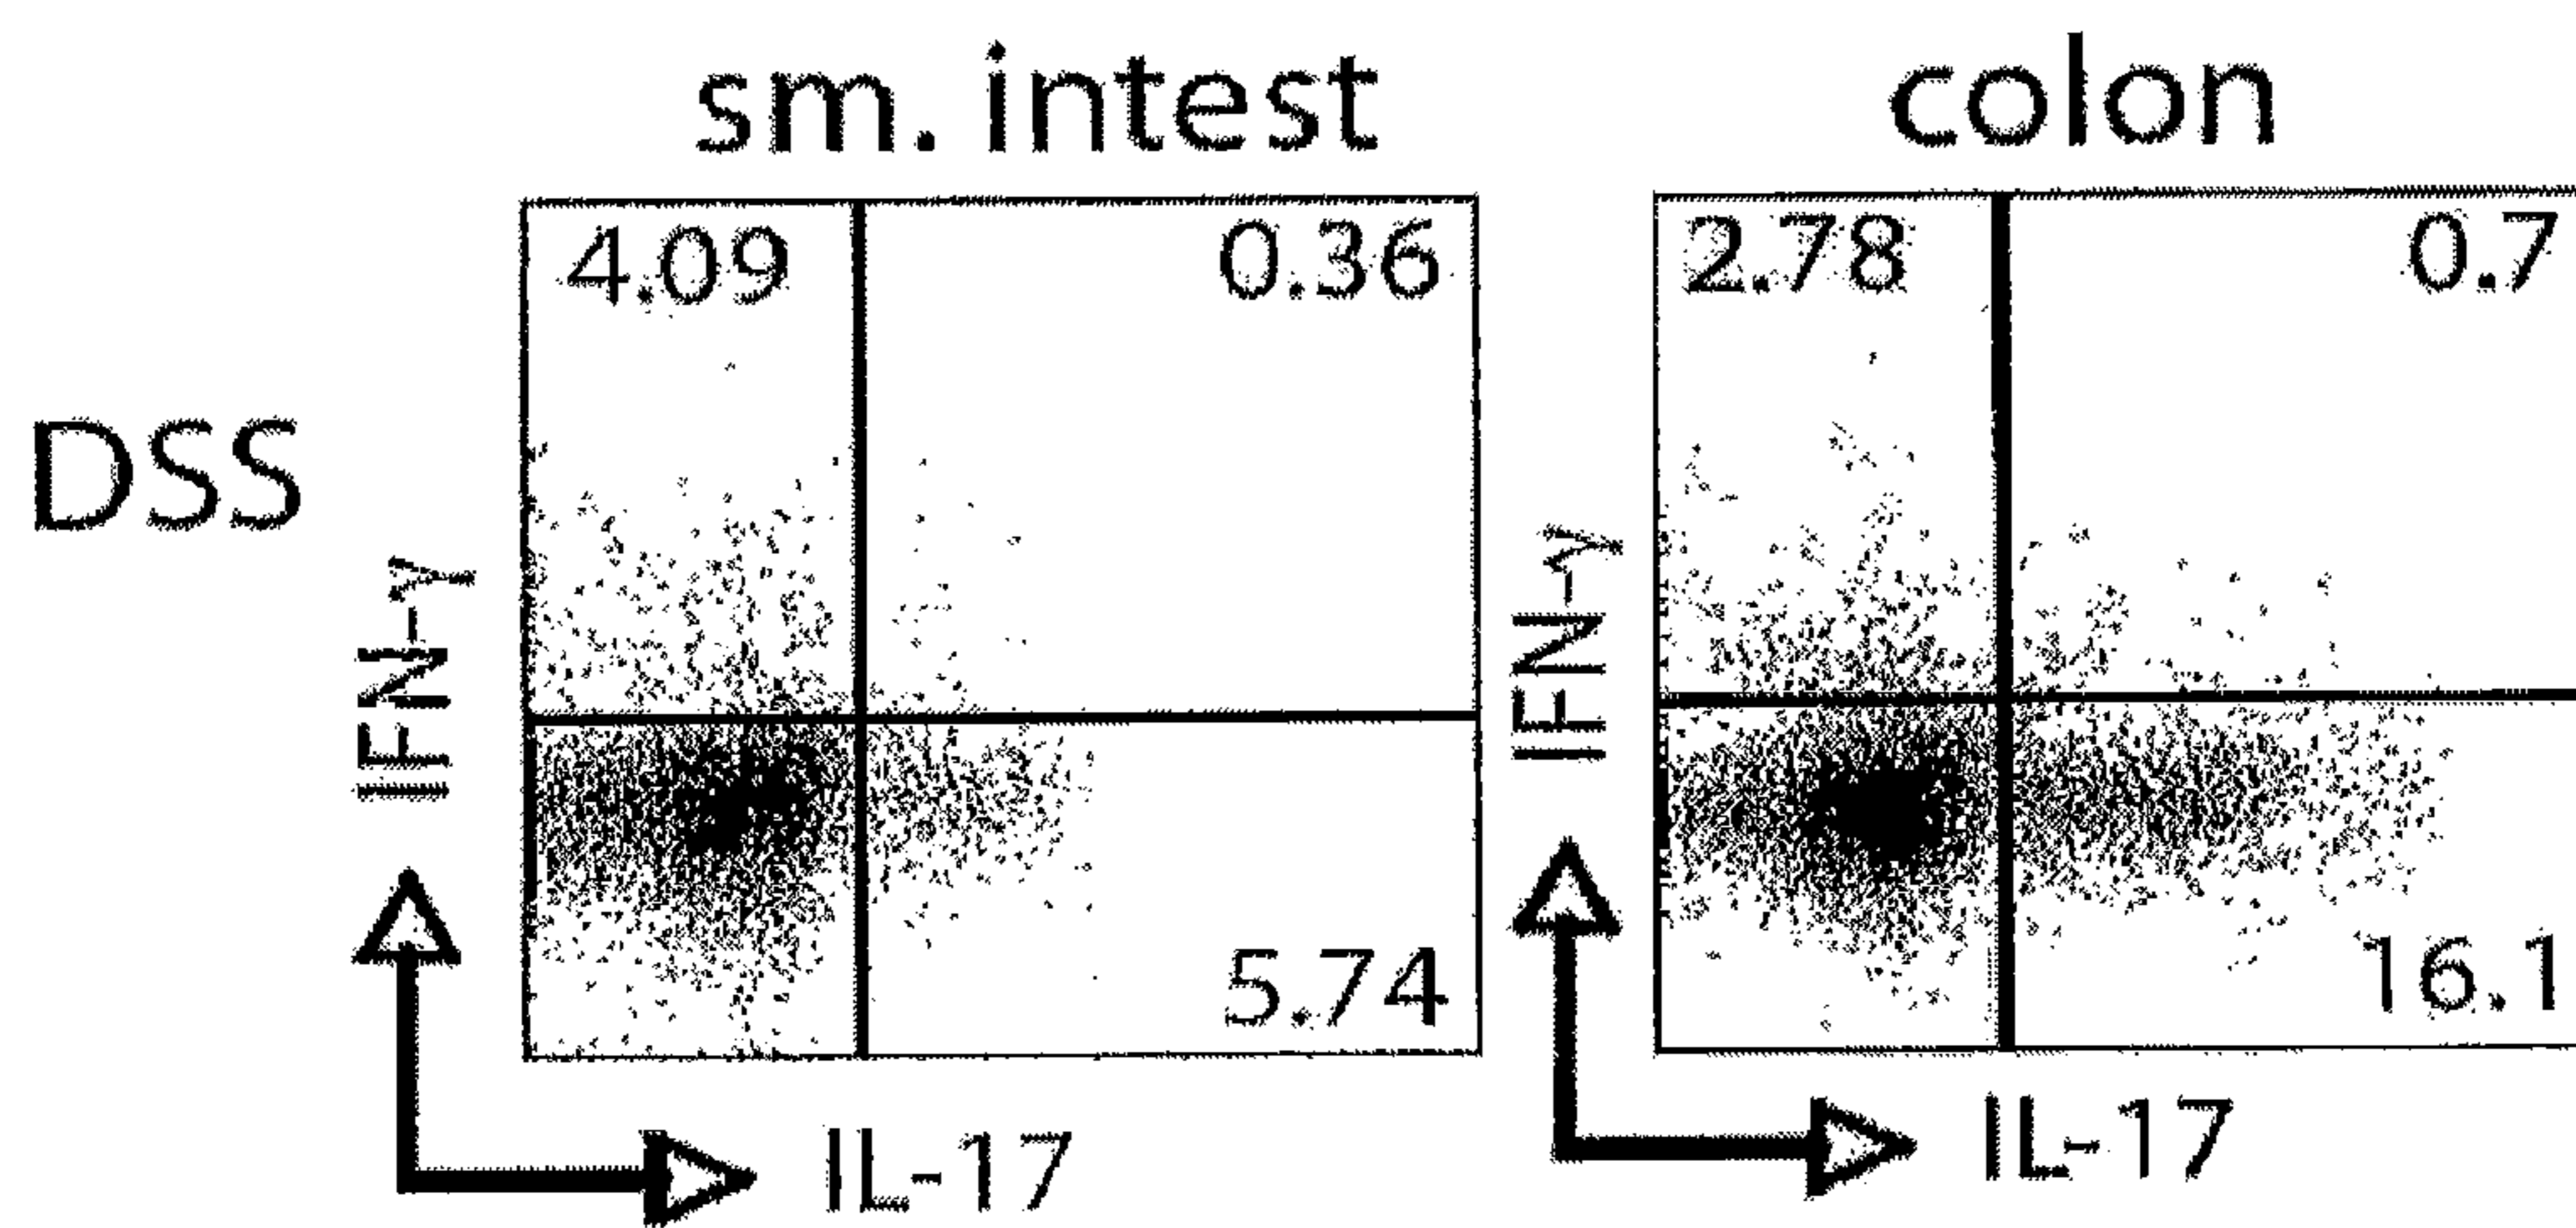 sm. intest
colon
4.09
0.36
2.78
0.7
DSS
IFN-γ
IFN-γ
5.74
16.1
IL-17
IL-17